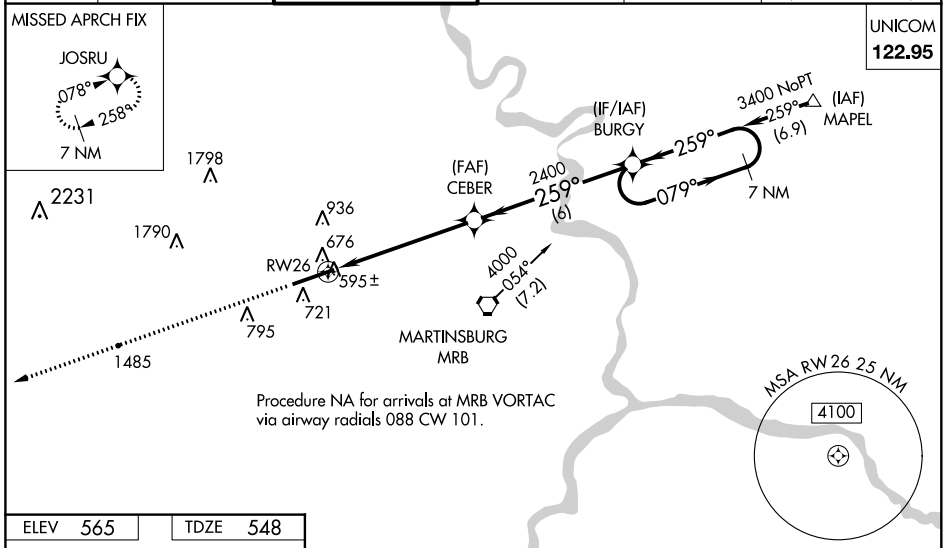 MISSED APRCH FIX
JOSRU
078°
258°
7 NM
UNICOM
122.95
3400 NoPT
259°
(6.9)
(IAF)
MAPEL
(IF/IAF)
BURGY
259°
079°
7 NM
(FAF)
CEBER
2400
259°
(6)
1798
2231
1790
936
676
RW26
595±
721
795
1485
4000
054°
(7.2)
MARTINSBURG
MRB
Procedure NA for arrivals at MRB VORTAC
via airway radials 088 CW 101.
MSA RW26 25 NM
4100
ELEV 565
TDZE 548